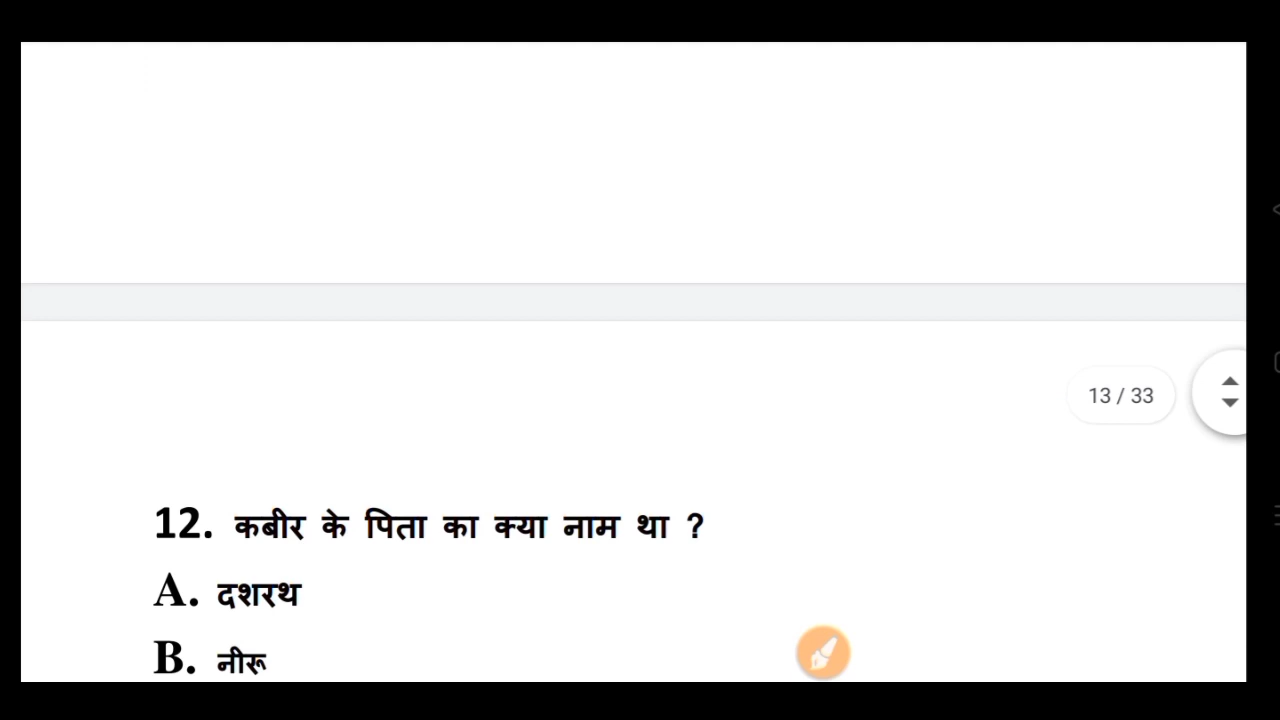 13 / 33
12. कबीर के पिता का क्या नाम था ?
A. दशरथ
B. नीरू